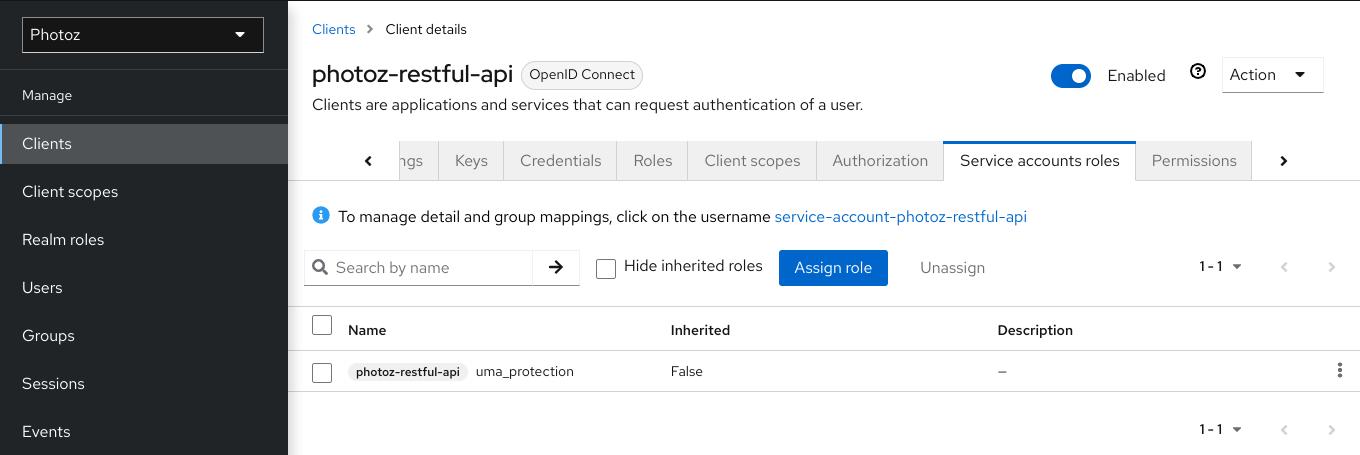 Photoz
Manage
Clients
Client scopes
Realm roles
Users
Groups
Sessions
Events
Clients Client details
photoz-restful-api OpenID Connect
Enabled
Action
Clients are applications and services that can request authentication of a user.
ngs Keys Credentials Roles Client scopes Authorization Service accounts roles Permissions
To manage detail and group mappings, click on the username service-account-photoz-restful-api
Search by name Hide inherited roles Assign role Unassign 1 - 1
Name Inherited Description
photoz-restful-api uma_protection False –
1 - 1